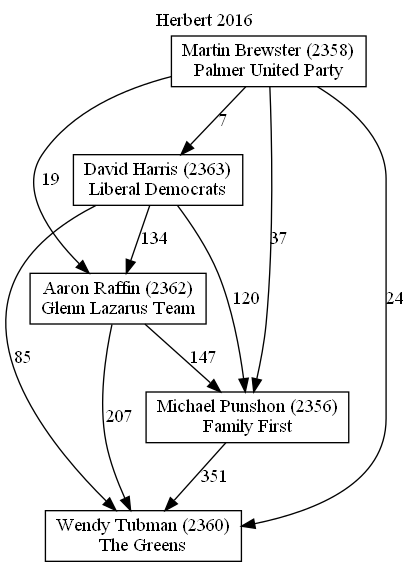 Herbert 2016
Martin Brewster (2358)
Palmer United Party
7
David Harris (2363)
Liberal Democrats
19
134
37
Aaron Raffin (2362)
Glenn Lazarus Team
120
24
85
147
Michael Punshon (2356)
Family First
207
351
Wendy Tubman (2360)
The Greens